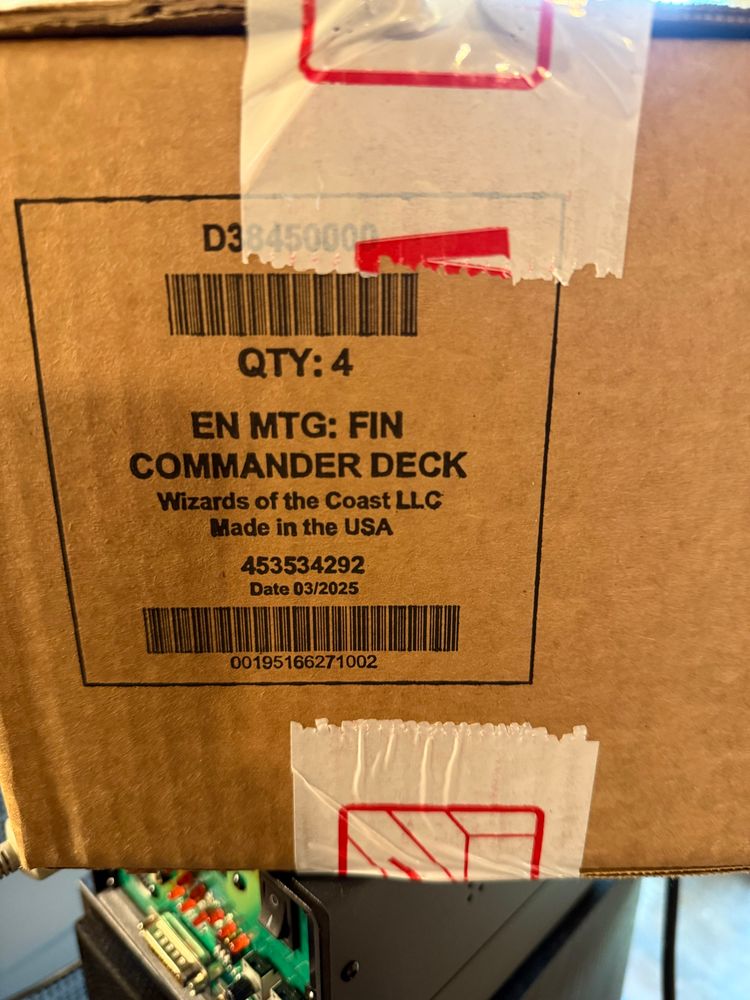 D38450000
QTY: 4
EN MTG: FIN
COMMANDER DECK
Wizards of the Coast LLC
Made in the USA
453534292
Date 03/2025
00195166271002